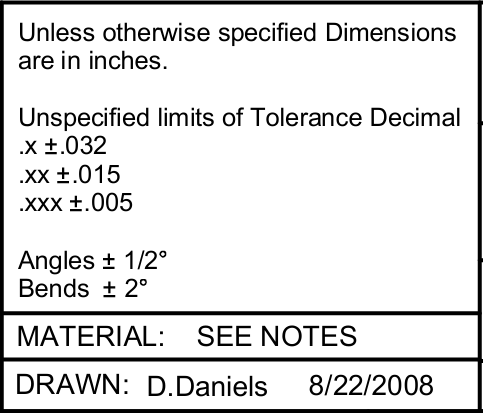 Unless otherwise specified Dimensions
are in inches.
Unspecified limits of Tolerance Decimal
.x ±.032
.xx ±.015
.xxx ±.005
Angles ± 1/2°
Bends ± 2°
MATERIAL: SEE NOTES
DRAWN: D.Daniels 8/22/2008